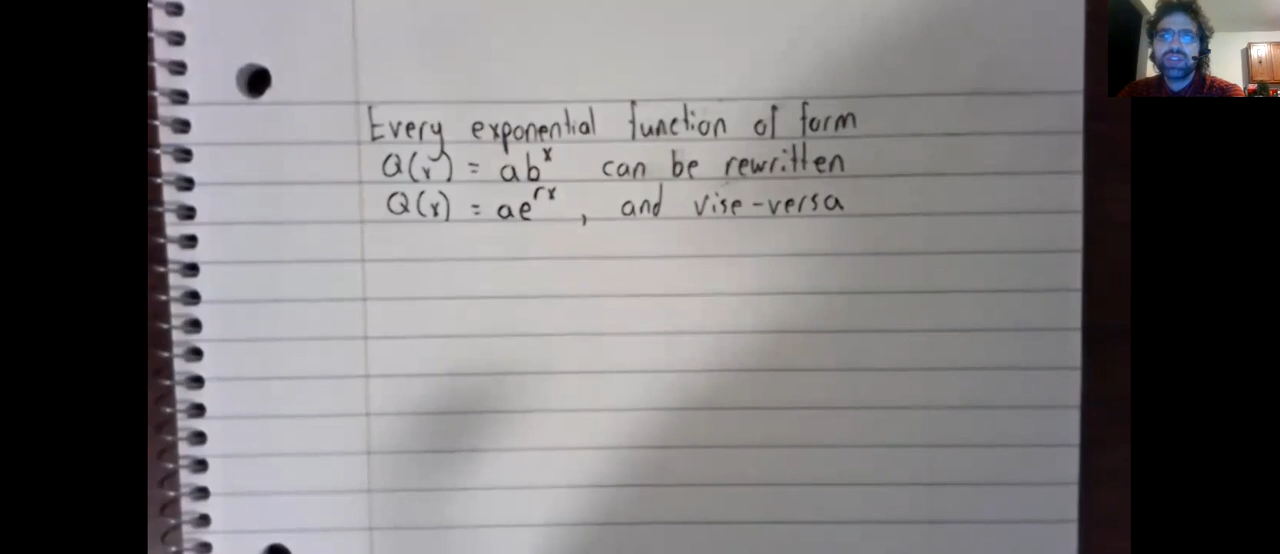 Every exponential function of form
Q(x) = ab^x can be rewritten
Q(x) = ae^rx , and vise-versa